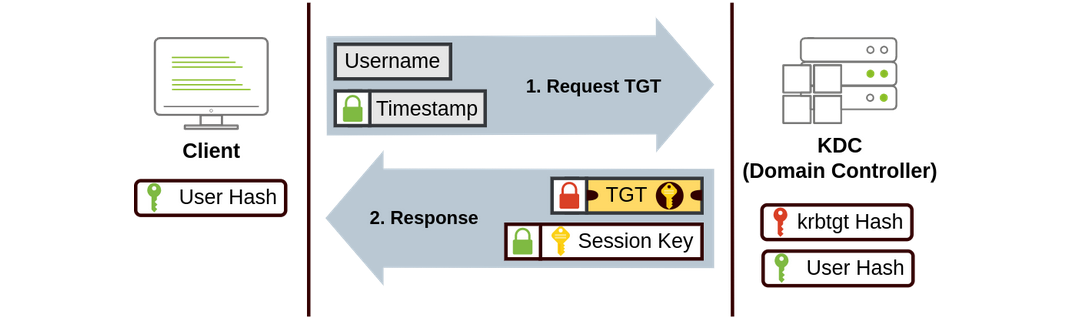 Username
1. Request TGT
Timestamp
Client
KDC
(Domain Controller)
User Hash
TGT
2. Response
Session Key
krbtgt Hash
User Hash